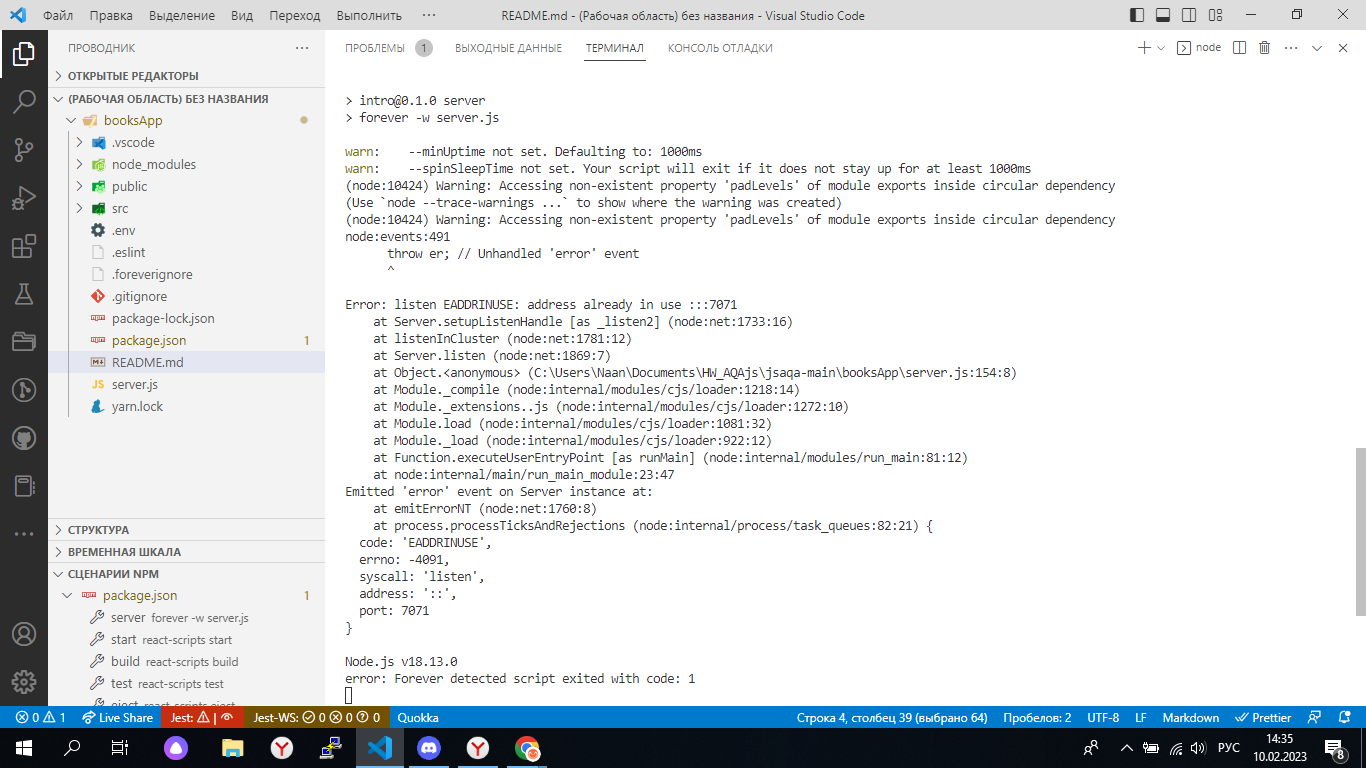 Файл Правка Выделение Вид Переход Выполнить ··· README.md - (Рабочая область) без названия - Visual Studio Code
ПРОВОДНИК ···
ОТКРЫТЫЕ РЕДАКТОРЫ
(РАБОЧАЯ ОБЛАСТЬ) БЕЗ НАЗВАНИЯ
booksApp
.vscode
node_modules
public
src
.env
.eslint
.foreverignore
.gitignore
package-lock.json
package.json 1
README.md
JS server.js
yarn.lock
СТРУКТУРА
ВРЕМЕННАЯ ШКАЛА
СЦЕНАРИИ NPM
package.json 1
server forever -w server.js
start react-scripts start
build react-scripts build
test react-scripts test
eject react-scripts eject
ПРОБЛЕМЫ 1 ВЫХОДНЫЕ ДАННЫЕ ТЕРМИНАЛ КОНСОЛЬ ОТЛАДКИ node ···
> intro@0.1.0 server
> forever -w server.js
warn:    --minUptime not set. Defaulting to: 1000ms
warn:    --spinSleepTime not set. Your script will exit if it does not stay up for at least 1000ms
(node:10424) Warning: Accessing non-existent property 'padLevels' of module exports inside circular dependency
(Use `node --trace-warnings ...` to show where the warning was created)
(node:10424) Warning: Accessing non-existent property 'padLevels' of module exports inside circular dependency
node:events:491
      throw er; // Unhandled 'error' event
      ^
Error: listen EADDRINUSE: address already in use :::7071
    at Server.setupListenHandle [as _listen2] (node:net:1733:16)
    at listenInCluster (node:net:1781:12)
    at Server.listen (node:net:1869:7)
    at Object.<anonymous> (C:\Users\Naan\Documents\HW_AQAjs\jsaqa-main\booksApp\server.js:154:8)
    at Module._compile (node:internal/modules/cjs/loader:1218:14)
    at Module._extensions..js (node:internal/modules/cjs/loader:1272:10)
    at Module.load (node:internal/modules/cjs/loader:1081:32)
    at Module._load (node:internal/modules/cjs/loader:922:12)
    at Function.executeUserEntryPoint [as runMain] (node:internal/modules/run_main:81:12)
    at node:internal/main/run_main_module:23:47
Emitted 'error' event on Server instance at:
    at emitErrorNT (node:net:1760:8)
    at process.processTicksAndRejections (node:internal/process/task_queues:82:21) {
  code: 'EADDRINUSE',
  errno: -4091,
  syscall: 'listen',
  address: '::',
  port: 7071
}
Node.js v18.13.0
error: Forever detected script exited with code: 1
0 1 Live Share Jest: | Jest-WS: 0 0 0 Quokka Строка 4, столбец 39 (выбрано 64) Пробелов: 2 UTF-8 LF Markdown Prettier
РУС 14:35
10.02.2023 8